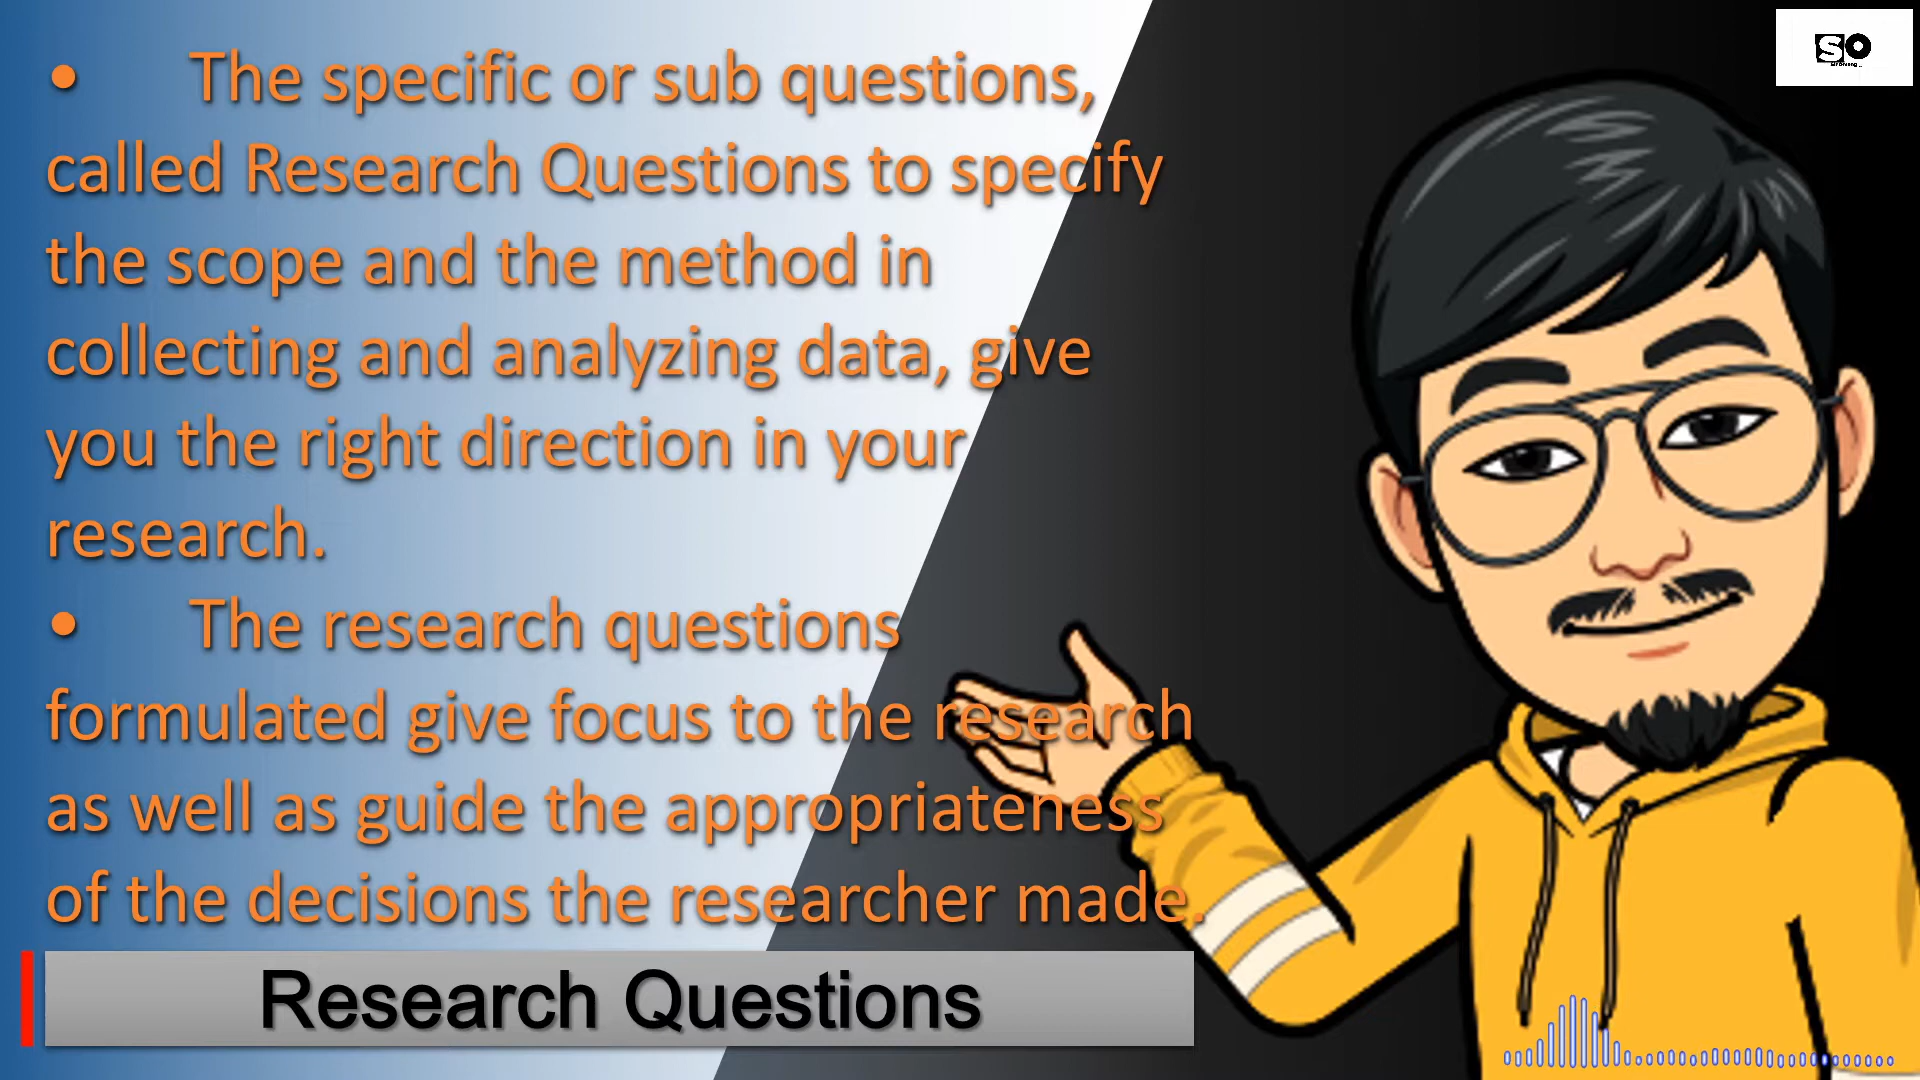 • The specific or sub questions,
called Research Questions to specify
the scope and the method in
collecting and analyzing data, give
you the right direction in your
research.
• The research questions
formulated give focus to the research
as well as guide the appropriateness
of the decisions the researcher made.
Research Questions
SO